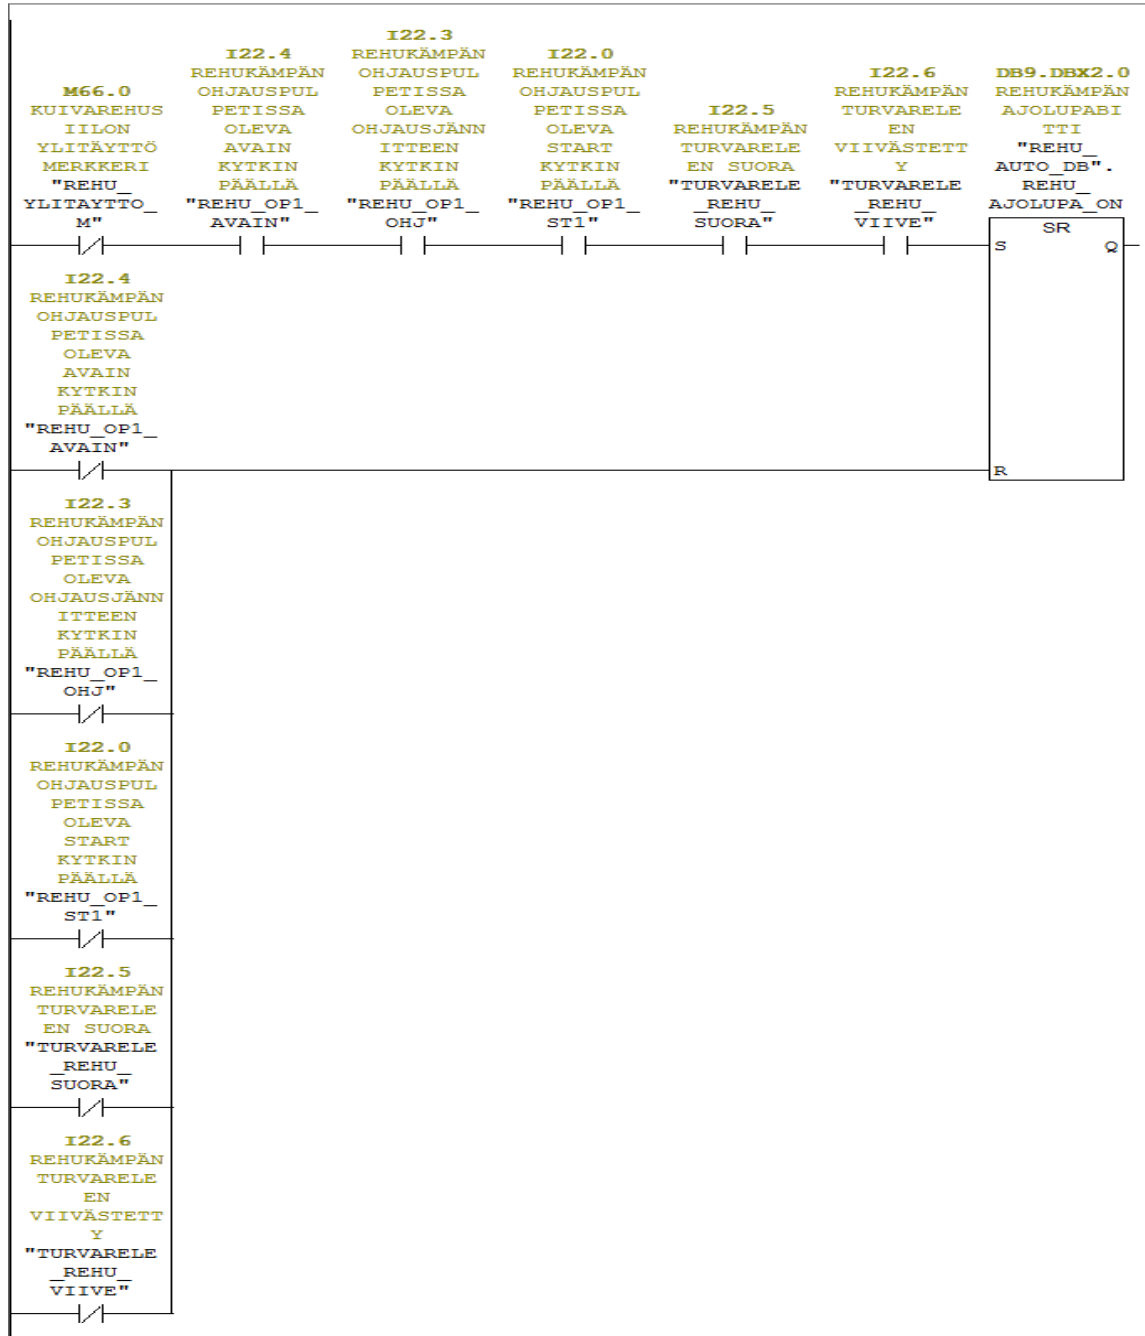 M66.0
KUIVAREHUS
IILON
YLITÄYTTÖ
MERKKERI
"REHU_
YLITAYTTO_
M"
I22.4
REHUKÄMPÄN
OHJAUSPUL
PETISSA
OLEVA
AVAIN
KYTKIN
PÄÄLLÄ
"REHU_OP1_
AVAIN"
I22.3
REHUKÄMPÄN
OHJAUSPUL
PETISSA
OLEVA
OHJAUSJÄNN
ITTEEN
KYTKIN
PÄÄLLÄ
"REHU_OP1_
OHJ"
I22.0
REHUKÄMPÄN
OHJAUSPUL
PETISSA
OLEVA
START
KYTKIN
PÄÄLLÄ
"REHU_OP1_
ST1"
I22.5
REHUKÄMPÄN
TURVARELE
EN SUORA
"TURVARELE
_REHU_
SUORA"
I22.6
REHUKÄMPÄN
TURVARELE
EN
VIIVÄSTETT
Y
"TURVARELE
_REHU_
VIIVE"
DB9.DBX2.0
REHUKÄMPÄN
AJOLUPABI
TTI
"REHU_
AUTO_DB".
REHU_
AJOLUPA_ON
SR
S Q
R
I22.4
REHUKÄMPÄN
OHJAUSPUL
PETISSA
OLEVA
AVAIN
KYTKIN
PÄÄLLÄ
"REHU_OP1_
AVAIN"
I22.3
REHUKÄMPÄN
OHJAUSPUL
PETISSA
OLEVA
OHJAUSJÄNN
ITTEEN
KYTKIN
PÄÄLLÄ
"REHU_OP1_
OHJ"
I22.0
REHUKÄMPÄN
OHJAUSPUL
PETISSA
OLEVA
START
KYTKIN
PÄÄLLÄ
"REHU_OP1_
ST1"
I22.5
REHUKÄMPÄN
TURVARELE
EN SUORA
"TURVARELE
_REHU_
SUORA"
I22.6
REHUKÄMPÄN
TURVARELE
EN
VIIVÄSTETT
Y
"TURVARELE
_REHU_
VIIVE"